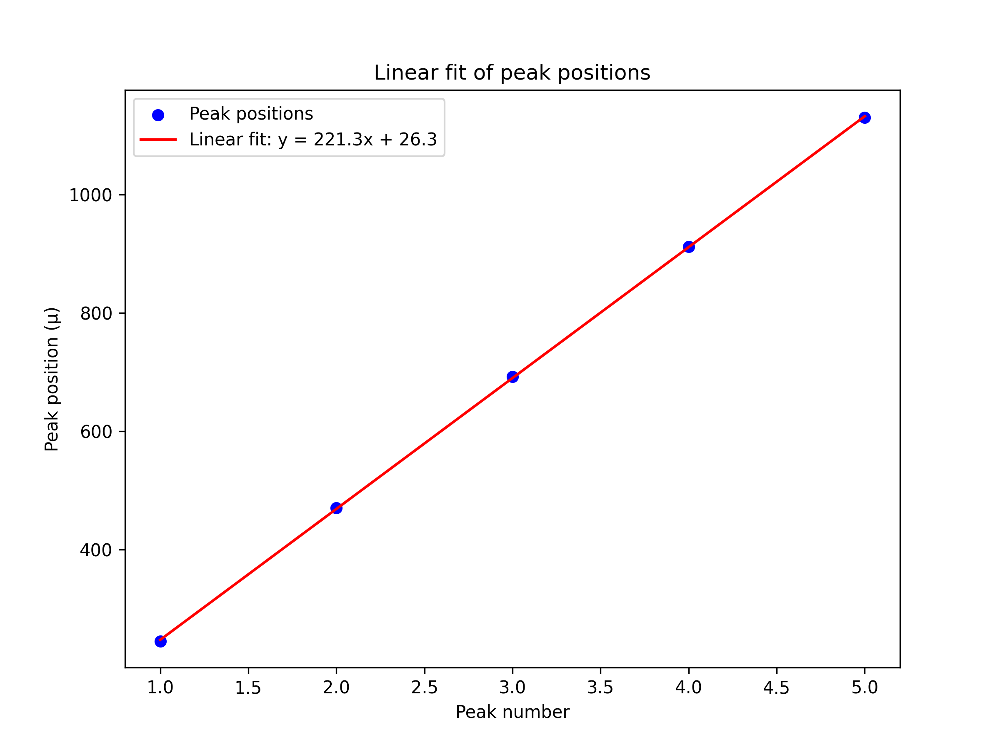 Linear fit of peak positions
Peak positions
Linear fit: y = 221.3x + 26.3
Peak position (μ)
1000
800
600
400
1.0 1.5 2.0 2.5 3.0 3.5 4.0 4.5 5.0
Peak number